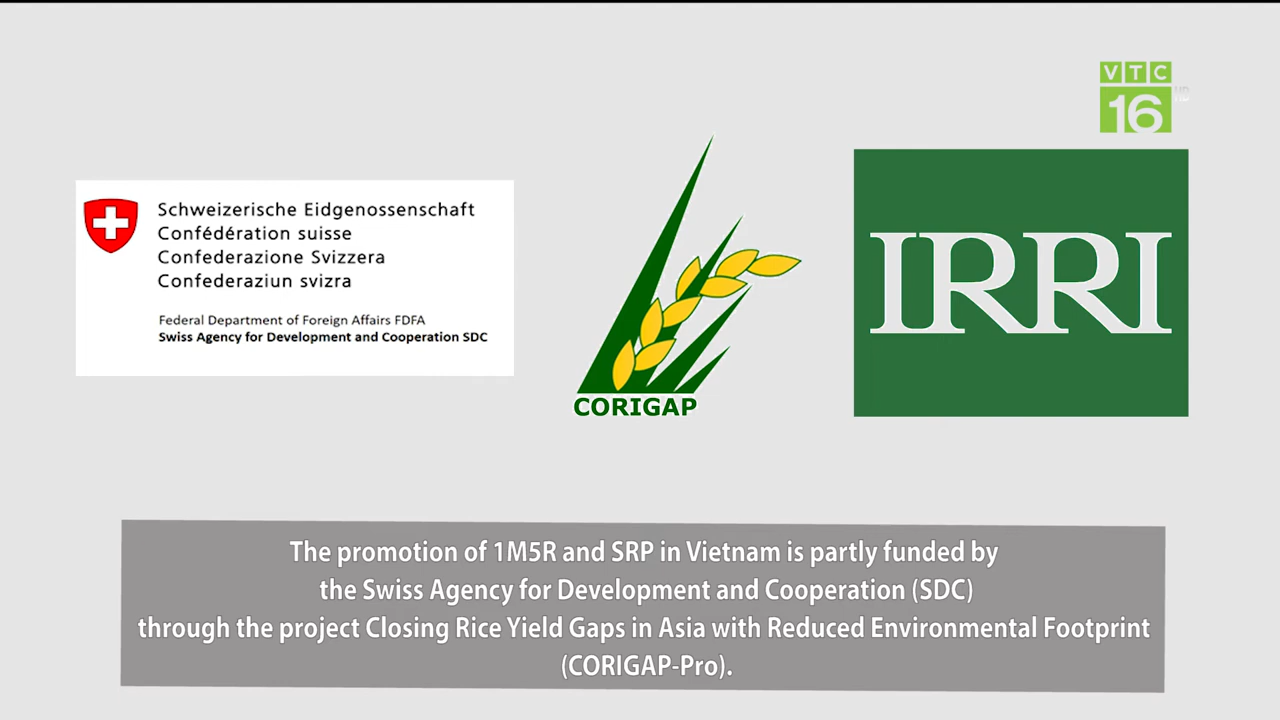 VTC
16
HD
Schweizerische Eidgenossenschaft
Confédération suisse
Confederazione Svizzera
Confederaziun svizra
Federal Department of Foreign Affairs FDFA
Swiss Agency for Development and Cooperation SDC
CORIGAP
IRRI
The promotion of 1M5R and SRP in Vietnam is partly funded by
the Swiss Agency for Development and Cooperation (SDC)
through the project Closing Rice Yield Gaps in Asia with Reduced Environmental Footprint
(CORIGAP-Pro).